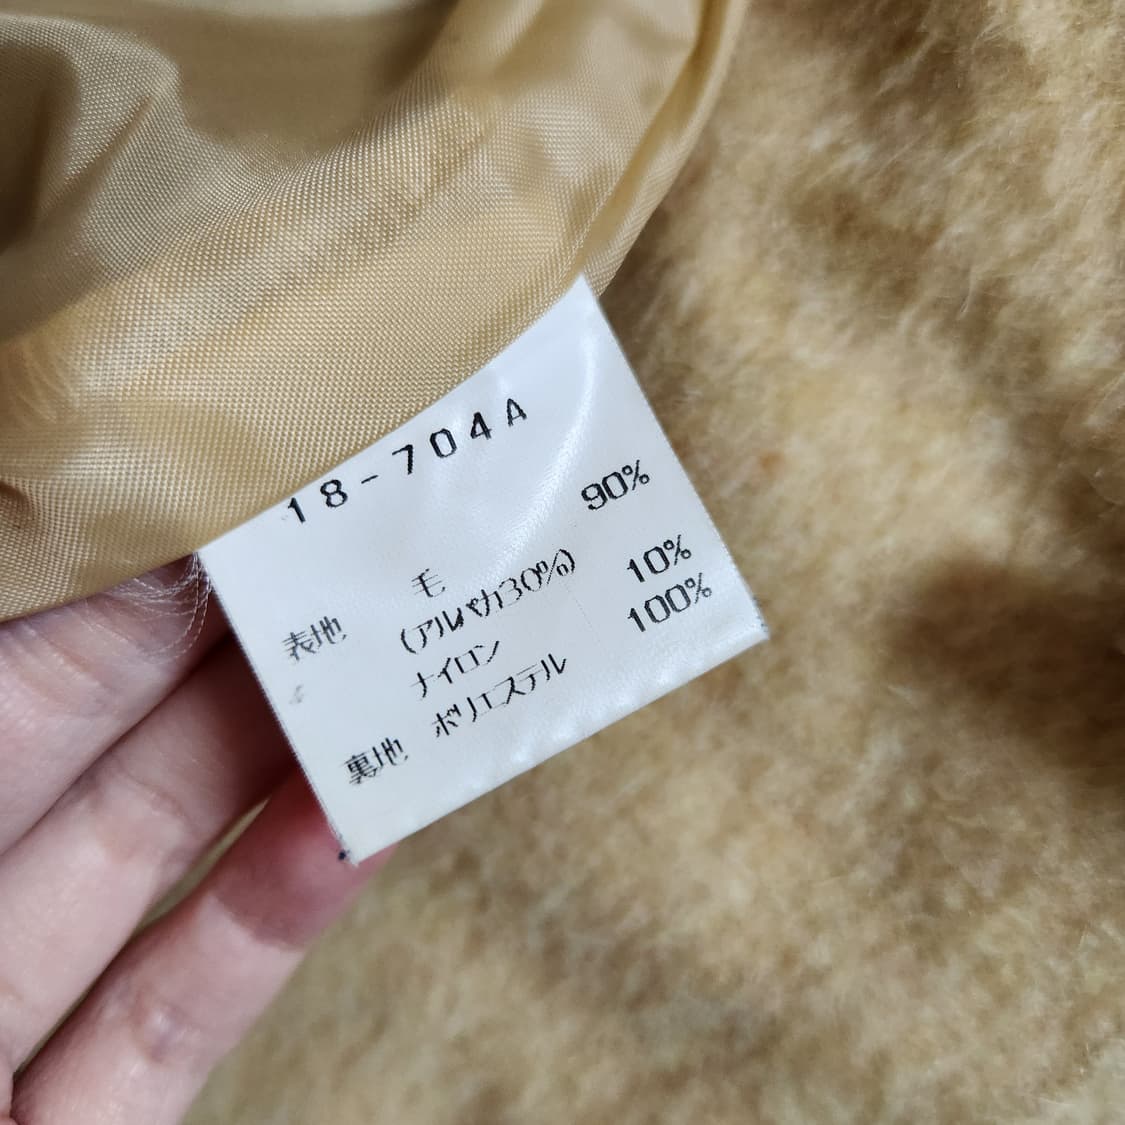 18-704A
表地 毛 90%
(アルパカ30%)
ナイロン 10%
裏地 ポリエステル 100%